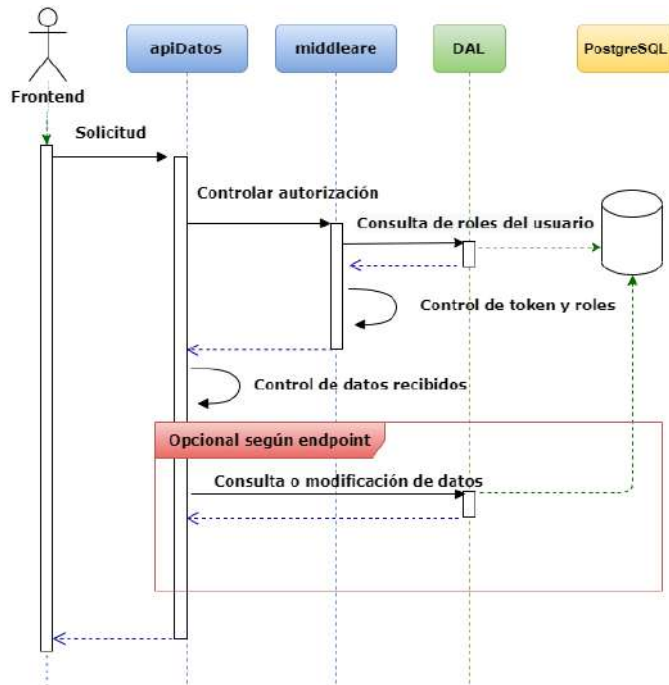 apiDatos
middleare
DAL
PostgreSQL
Frontend
Solicitud
Controlar autorización
Consulta de roles del usuario
Control de token y roles
Control de datos recibidos
Opcional según endpoint
Consulta o modificación de datos